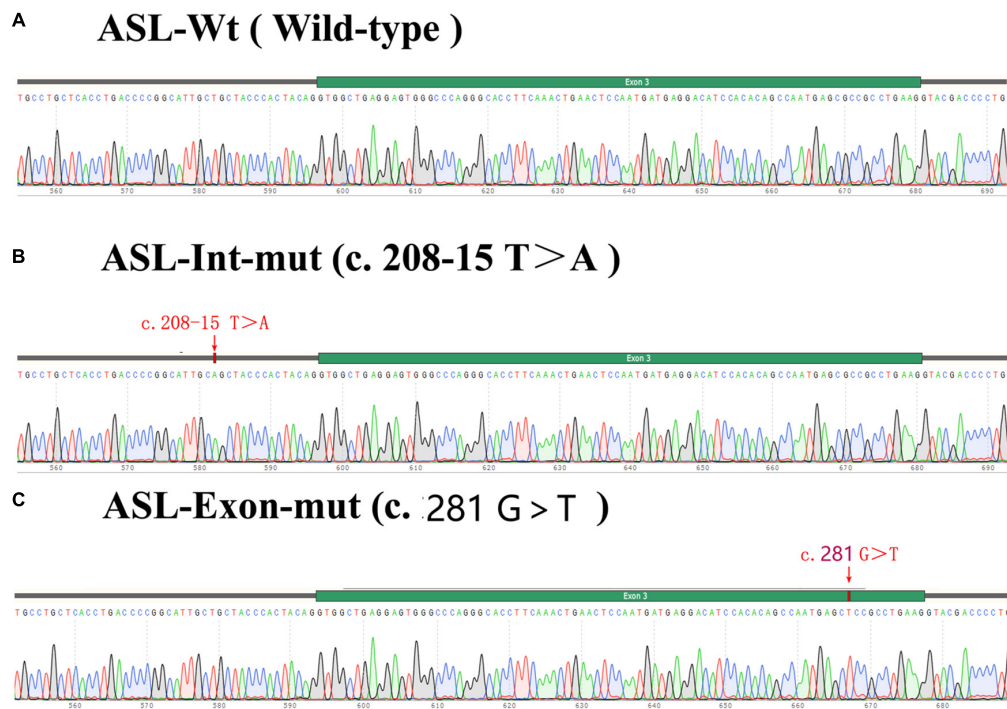 A
ASL-Wt ( Wild-type )
Exon 3
TGCCTGCTCACCTGACCCCGGCATTGCTGCTACCCACTACAGGTGGCTGAGGAGTGGGCCCAGGGCACCTTCAAACTGAACTCCAATGATGAGGACATCCACACAGCCAATGAGCGCCGCCTGAAGGTACGACCCCTG
560 570 580 590 600 610 620 630 640 650 660 670 680 690
B
ASL-Int-mut (c. 208-15 T>A )
c. 208-15 T>A
Exon 3
TGCCTGCTCACCTGACCCCGGCATTGCAGCTACCCACTACAGGTGGCTGAGGAGTGGGCCCAGGGCACCTTCAAACTGAACTCCAATGATGAGGACATCCACACAGCCAATGAGCGCCGCCTGAAGGTACGACCCCTG
560 570 580 590 600 610 620 630 640 650 660 670 680 690
C
ASL-Exon-mut (c. 281 G > T )
c. 281 G>T
Exon 3
TGCCTGCTCACCTGACCCCGGCATTGCTGCTACCCACTACAGGTGGCTGAGGAGTGGGCCCAGGGCACCTTCAAACTGAACTCCAATGATGAGGACATCCACACAGCCAATGAGCTCCGCCTGAAGGTACGACCCCT
560 570 580 590 600 610 620 630 640 650 660 670 680